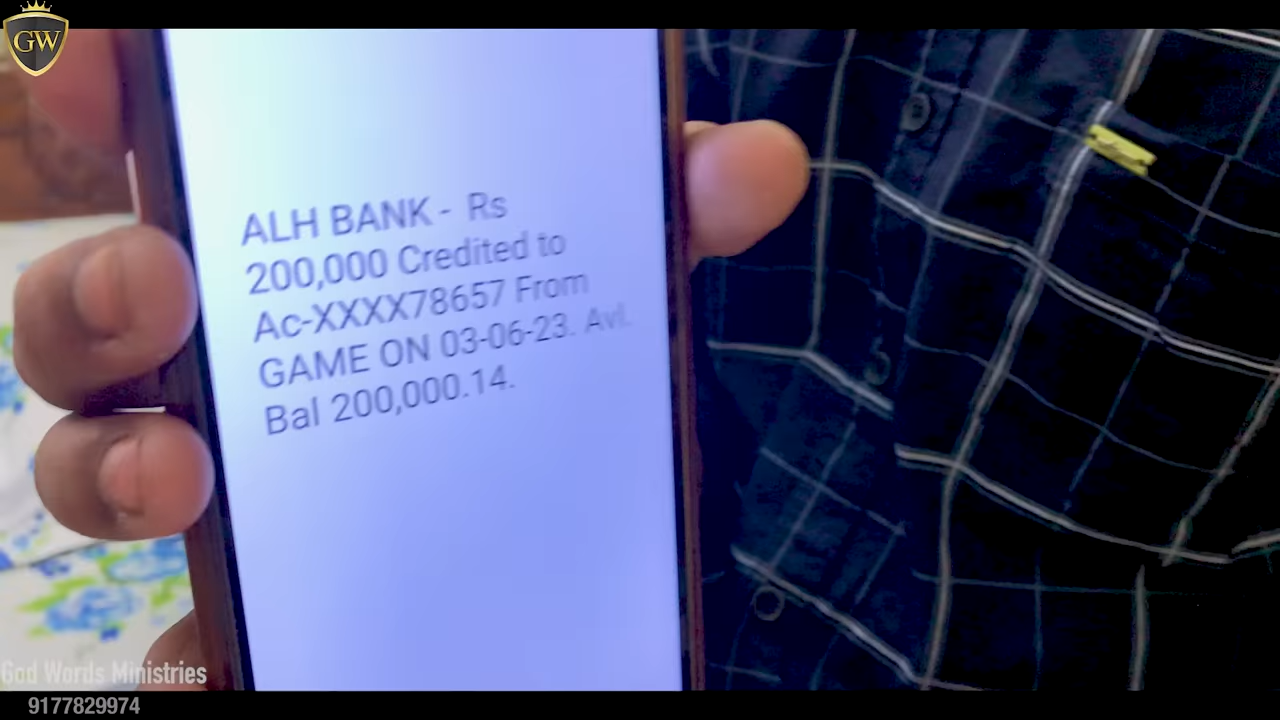 GW
ALH BANK - Rs
200,000 Credited to
Ac-XXXX78657 From
GAME ON 03-06-23. Avl.
Bal 200,000.14.
God Words Ministries
9177829974